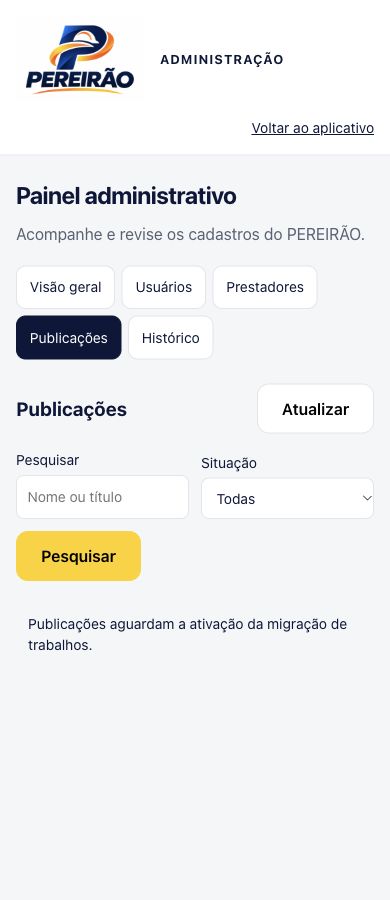 PEREIRÃO
ADMINISTRAÇÃO
Voltar ao aplicativo
Painel administrativo
Acompanhe e revise os cadastros do PEREIRÃO.
Visão geral
Usuários
Prestadores
Publicações
Histórico
Publicações
Atualizar
Pesquisar
Situação
Nome ou título
Todas
Pesquisar
Publicações aguardam a ativação da migração de
trabalhos.